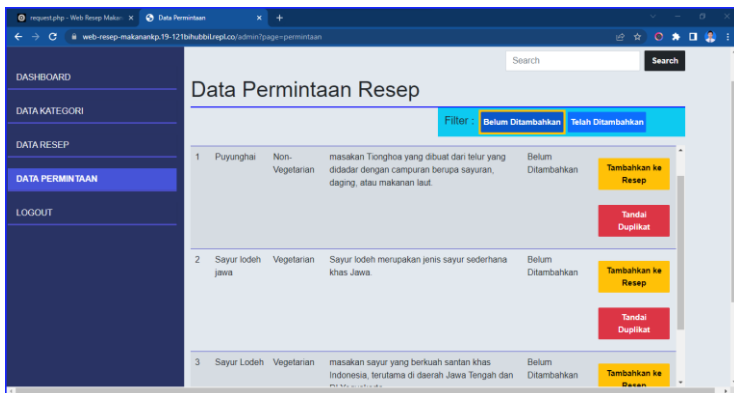 request.php - Web Resep Makan
Data Permintaan
web-resep-makanankp.19-121bihubbil.repl.co/admin?page=permintaan
Search
Search
DASHBOARD
DATA KATEGORI
DATA RESEP
DATA PERMINTAAN
LOGOUT
Data Permintaan Resep
Filter :
Belum Ditambahkan
Telah Ditambahkan
1
Puyunghai
Non-
Vegetarian
masakan Tionghoa yang dibuat dari telur yang
didadar dengan campuran berupa sayuran,
daging, atau makanan laut.
Belum
Ditambahkan
Tambahkan ke
Resep
Tandai
Duplikat
2
Sayur lodeh
jawa
Vegetarian
Sayur lodeh merupakan jenis sayur sederhana
khas Jawa.
Belum
Ditambahkan
Tambahkan ke
Resep
Tandai
Duplikat
3
Sayur Lodeh
Vegetarian
masakan sayur yang berkuah santan khas
Indonesia, terutama di daerah Jawa Tengah dan
Belum
Ditambahkan
Tambahkan ke
Resep